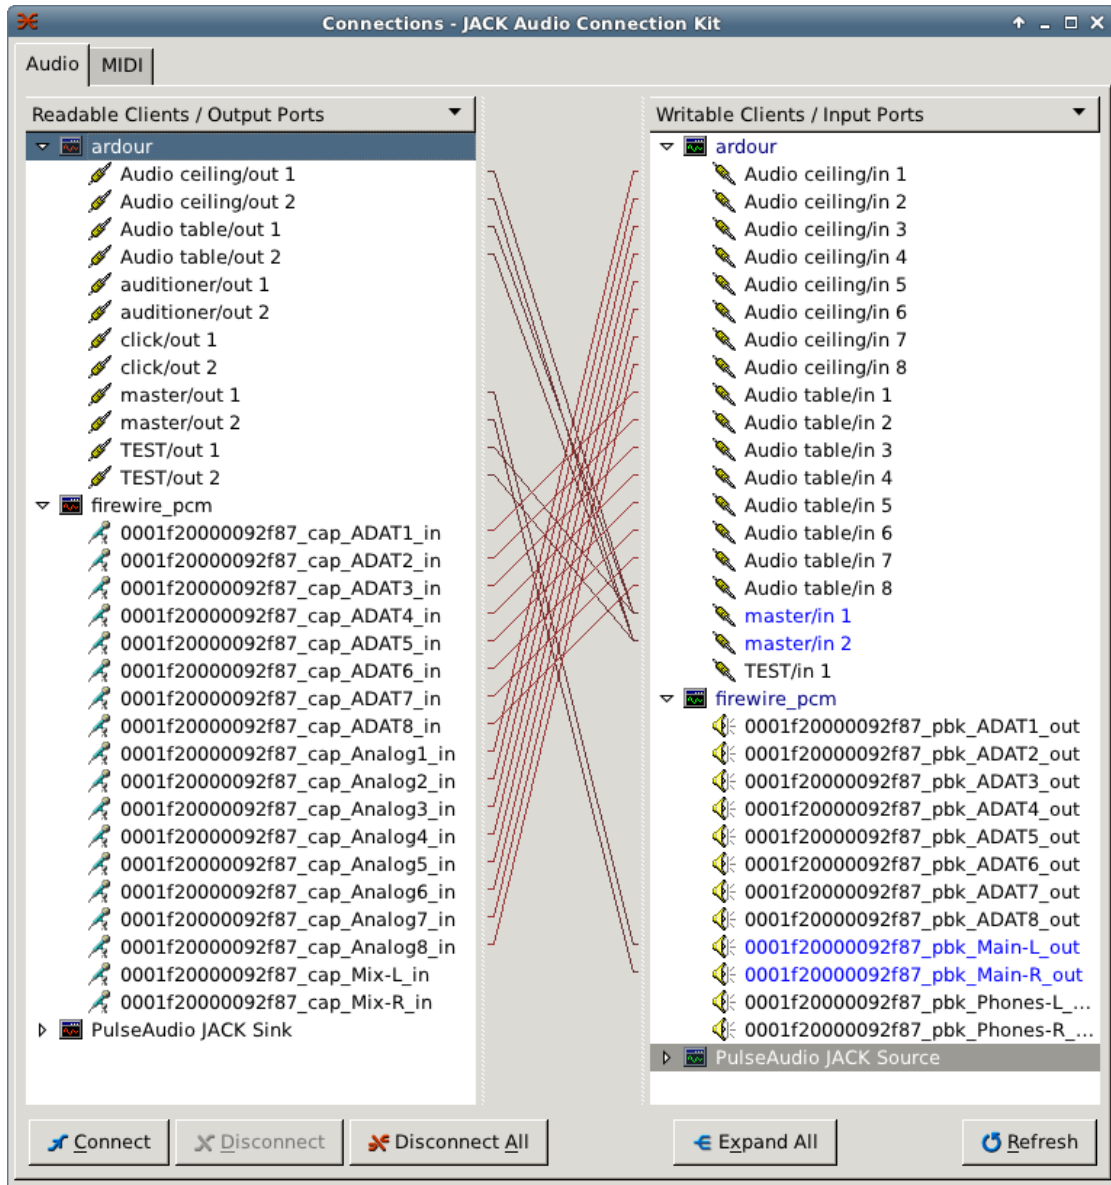 Connections - JACK Audio Connection Kit
Audio
MIDI
Readable Clients / Output Ports
ardour
Audio ceiling/out 1
Audio ceiling/out 2
Audio table/out 1
Audio table/out 2
auditioner/out 1
auditioner/out 2
click/out 1
click/out 2
master/out 1
master/out 2
TEST/out 1
TEST/out 2
firewire_pcm
0001f20000092f87_cap_ADAT1_in
0001f20000092f87_cap_ADAT2_in
0001f20000092f87_cap_ADAT3_in
0001f20000092f87_cap_ADAT4_in
0001f20000092f87_cap_ADAT5_in
0001f20000092f87_cap_ADAT6_in
0001f20000092f87_cap_ADAT7_in
0001f20000092f87_cap_ADAT8_in
0001f20000092f87_cap_Analog1_in
0001f20000092f87_cap_Analog2_in
0001f20000092f87_cap_Analog3_in
0001f20000092f87_cap_Analog4_in
0001f20000092f87_cap_Analog5_in
0001f20000092f87_cap_Analog6_in
0001f20000092f87_cap_Analog7_in
0001f20000092f87_cap_Analog8_in
0001f20000092f87_cap_Mix-L_in
0001f20000092f87_cap_Mix-R_in
PulseAudio JACK Sink
Writable Clients / Input Ports
ardour
Audio ceiling/in 1
Audio ceiling/in 2
Audio ceiling/in 3
Audio ceiling/in 4
Audio ceiling/in 5
Audio ceiling/in 6
Audio ceiling/in 7
Audio ceiling/in 8
Audio table/in 1
Audio table/in 2
Audio table/in 3
Audio table/in 4
Audio table/in 5
Audio table/in 6
Audio table/in 7
Audio table/in 8
master/in 1
master/in 2
TEST/in 1
firewire_pcm
0001f20000092f87_pbk_ADAT1_out
0001f20000092f87_pbk_ADAT2_out
0001f20000092f87_pbk_ADAT3_out
0001f20000092f87_pbk_ADAT4_out
0001f20000092f87_pbk_ADAT5_out
0001f20000092f87_pbk_ADAT6_out
0001f20000092f87_pbk_ADAT7_out
0001f20000092f87_pbk_ADAT8_out
0001f20000092f87_pbk_Main-L_out
0001f20000092f87_pbk_Main-R_out
0001f20000092f87_pbk_Phones-L_...
0001f20000092f87_pbk_Phones-R_...
PulseAudio JACK Source
Connect
Disconnect
Disconnect All
Expand All
Refresh